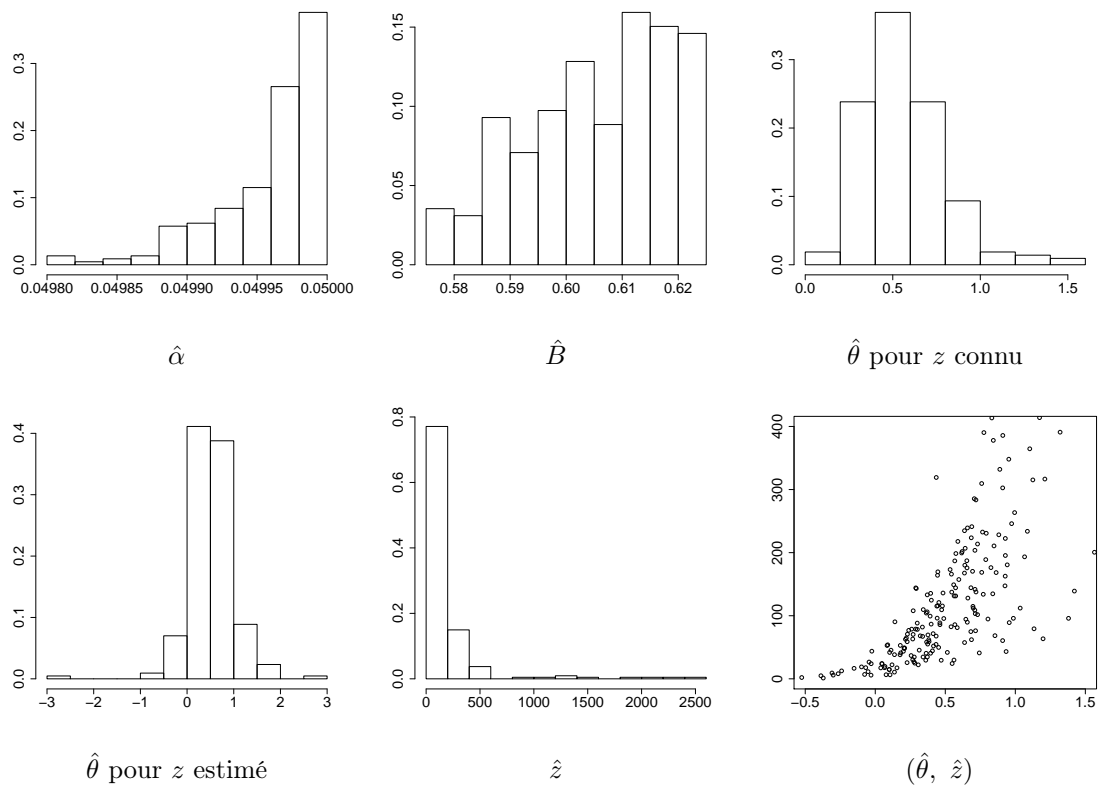 0.0 0.1 0.2 0.3
0.04980 0.04985 0.04990 0.04995 0.05000
α̂
0.00 0.05 0.10 0.15
0.58 0.59 0.60 0.61 0.62
B̂
0.0 0.1 0.2 0.3
0.0 0.5 1.0 1.5
θ̂ pour z connu
0.0 0.1 0.2 0.3 0.4
−3 −2 −1 0 1 2 3
θ̂ pour z estimé
0.0 0.2 0.4 0.6 0.8
0 500 1000 1500 2000 2500
ẑ
0 100 200 300 400
−0.5 0.0 0.5 1.0 1.5
(θ̂, ẑ)